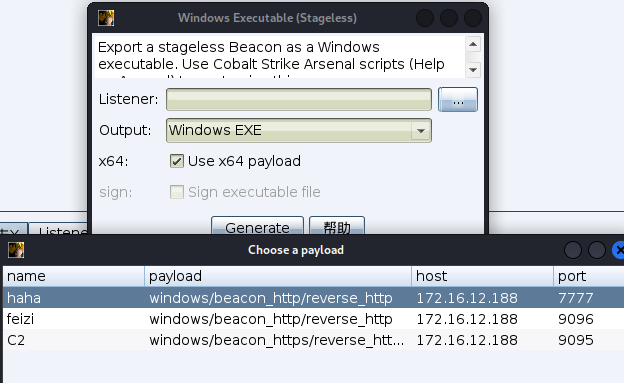 Windows Executable (Stageless)
Export a stageless Beacon as a Windows
executable. Use Cobalt Strike Arsenal scripts (Help
Listener:
...
Output: Windows EXE
x64: Use x64 payload
sign: Sign executable file
Generate 帮助
Listene
Choose a payload
name payload host port
haha windows/beacon_http/reverse_http 172.16.12.188 7777
feizi windows/beacon_http/reverse_http 172.16.12.188 9096
C2 windows/beacon_https/reverse_htt... 172.16.12.188 9095